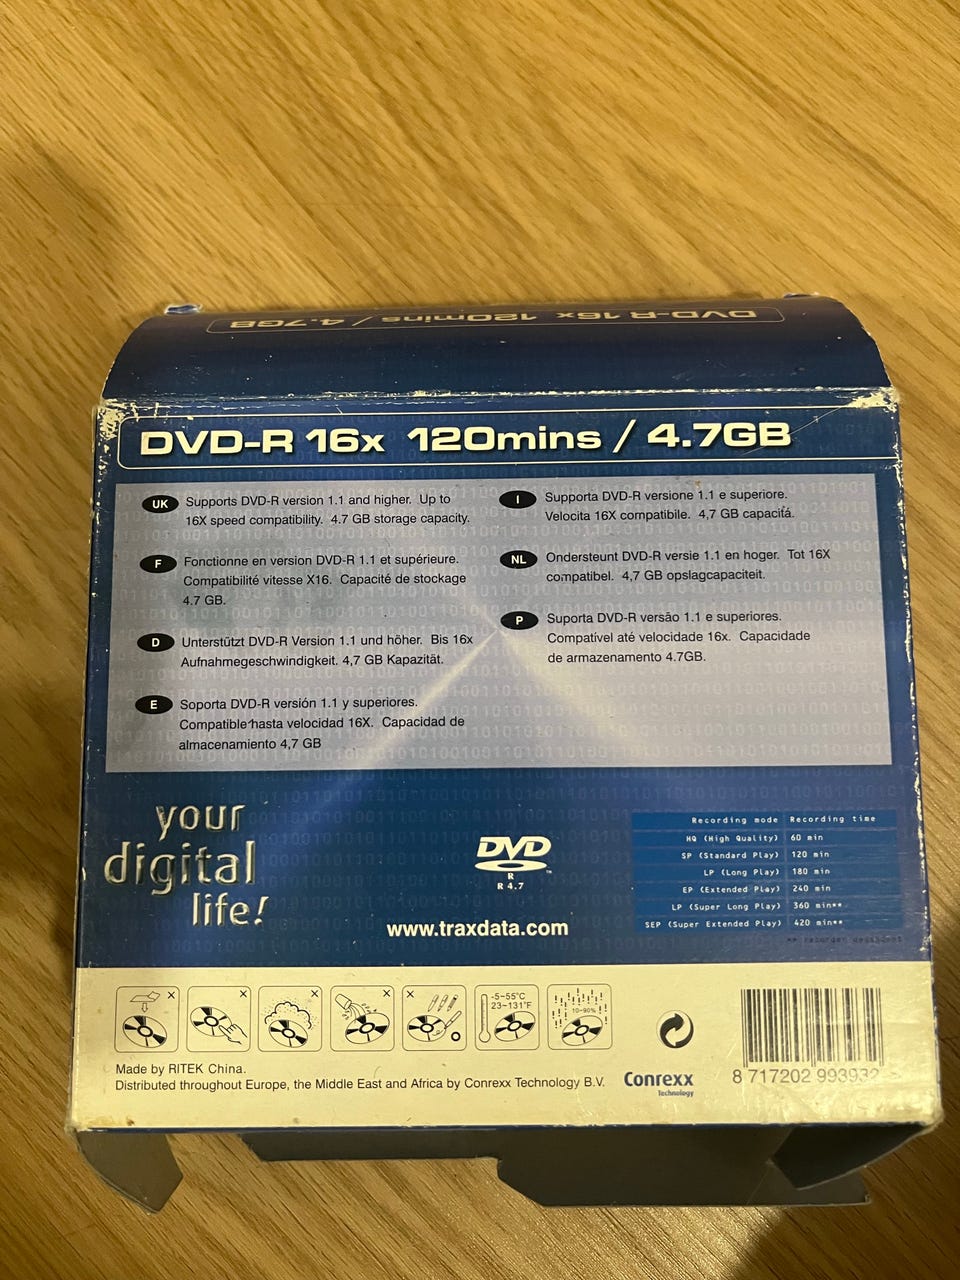 DVD-R 16x 120mins / 4.7GB
DVD-R 16x 120mins / 4.7GB
UK Supports DVD-R version 1.1 and higher. Up to
16X speed compatibility. 4.7 GB storage capacity.
F Fonctionne en version DVD-R 1.1 et supérieure.
Compatibilité vitesse X16. Capacité de stockage
4.7 GB.
D Unterstützt DVD-R Version 1.1 und höher. Bis 16x
Aufnahmegeschwindigkeit. 4,7 GB Kapazität.
E Soporta DVD-R versión 1.1 y superiores.
Compatible hasta velocidad 16X. Capacidad de
almacenamiento 4,7 GB
I Supporta DVD-R versione 1.1 e superiore.
Velocita 16X compatibile. 4,7 GB capacitá.
NL Ondersteunt DVD-R versie 1.1 en hoger. Tot 16X
compatibel. 4,7 GB opslagcapaciteit.
P Suporta DVD-R versão 1.1 e superiores.
Compatível até velocidade 16x. Capacidade
de armazenamento 4.7GB.
your
digital
life!
DVD
R
R 4.7
TM
www.traxdata.com
Recording mode Recording time
HQ (High Quality) 60 min
SP (Standard Play) 120 min
LP (Long Play) 180 min
EP (Extended Play) 240 min
LP (Super Long Play) 360 min**
SEP (Super Extended Play) 420 min**
** recorder dependent
-5~55°C
23~131°F
10~90%
Made by RITEK China.
Distributed throughout Europe, the Middle East and Africa by Conrexx Technology B.V.
Conrexx
Technology
8 717202 993932 >